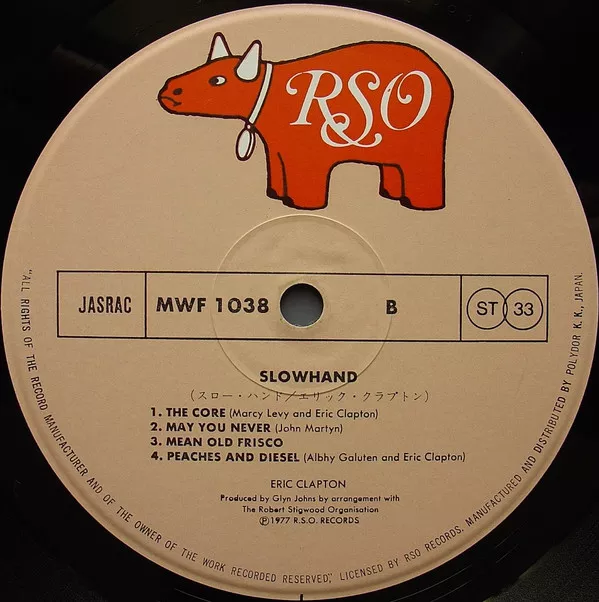 RSO
JASRAC MWF 1038 B ST 33
SLOWHAND
(スロー・ハンド/エリック・クラプトン)
1. THE CORE (Marcy Levy and Eric Clapton)
2. MAY YOU NEVER (John Martyn)
3. MEAN OLD FRISCO
4. PEACHES AND DIESEL (Albhy Galuten and Eric Clapton)
ERIC CLAPTON
Produced by Glyn Johns by arrangement with
The Robert Stigwood Organisation
Ⓟ1977 R.S.O. RECORDS
"ALL RIGHTS OF THE RECORD MANUFACTURER AND OF THE OWNER OF THE WORK RECORDED RESERVED", LICENSED BY RSO RECORDS, MANUFACTURED AND DISTRIBUTED BY POLYDOR K.K., JAPAN.